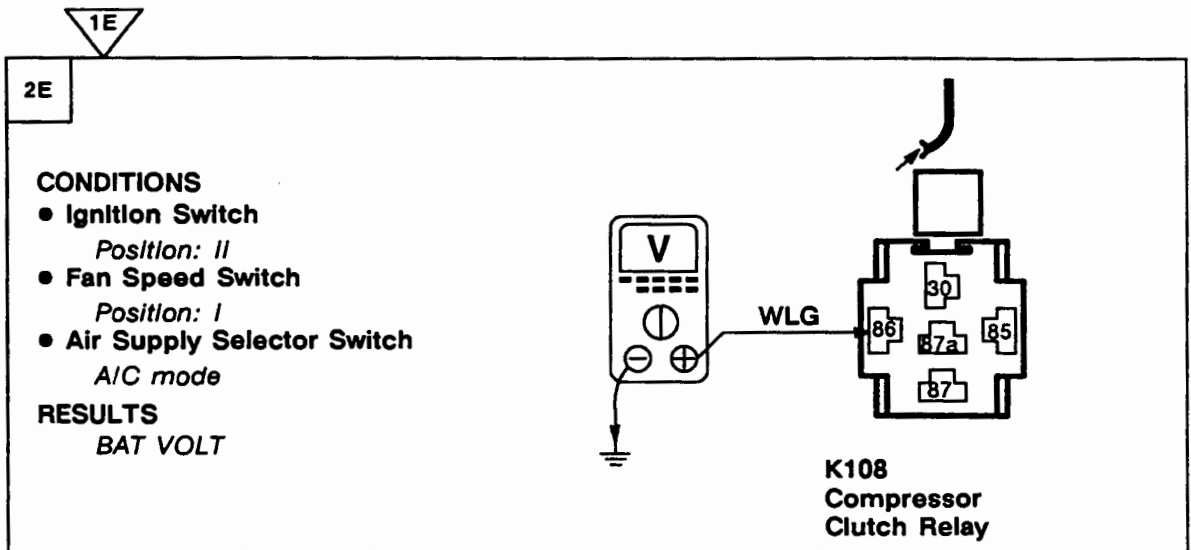 1E
2E
CONDITIONS
● Ignition Switch
Position: II
● Fan Speed Switch
Position: I
● Air Supply Selector Switch
A/C mode
RESULTS
BAT VOLT
V
WLG
30
86
87a
85
87
K108
Compressor
Clutch Relay